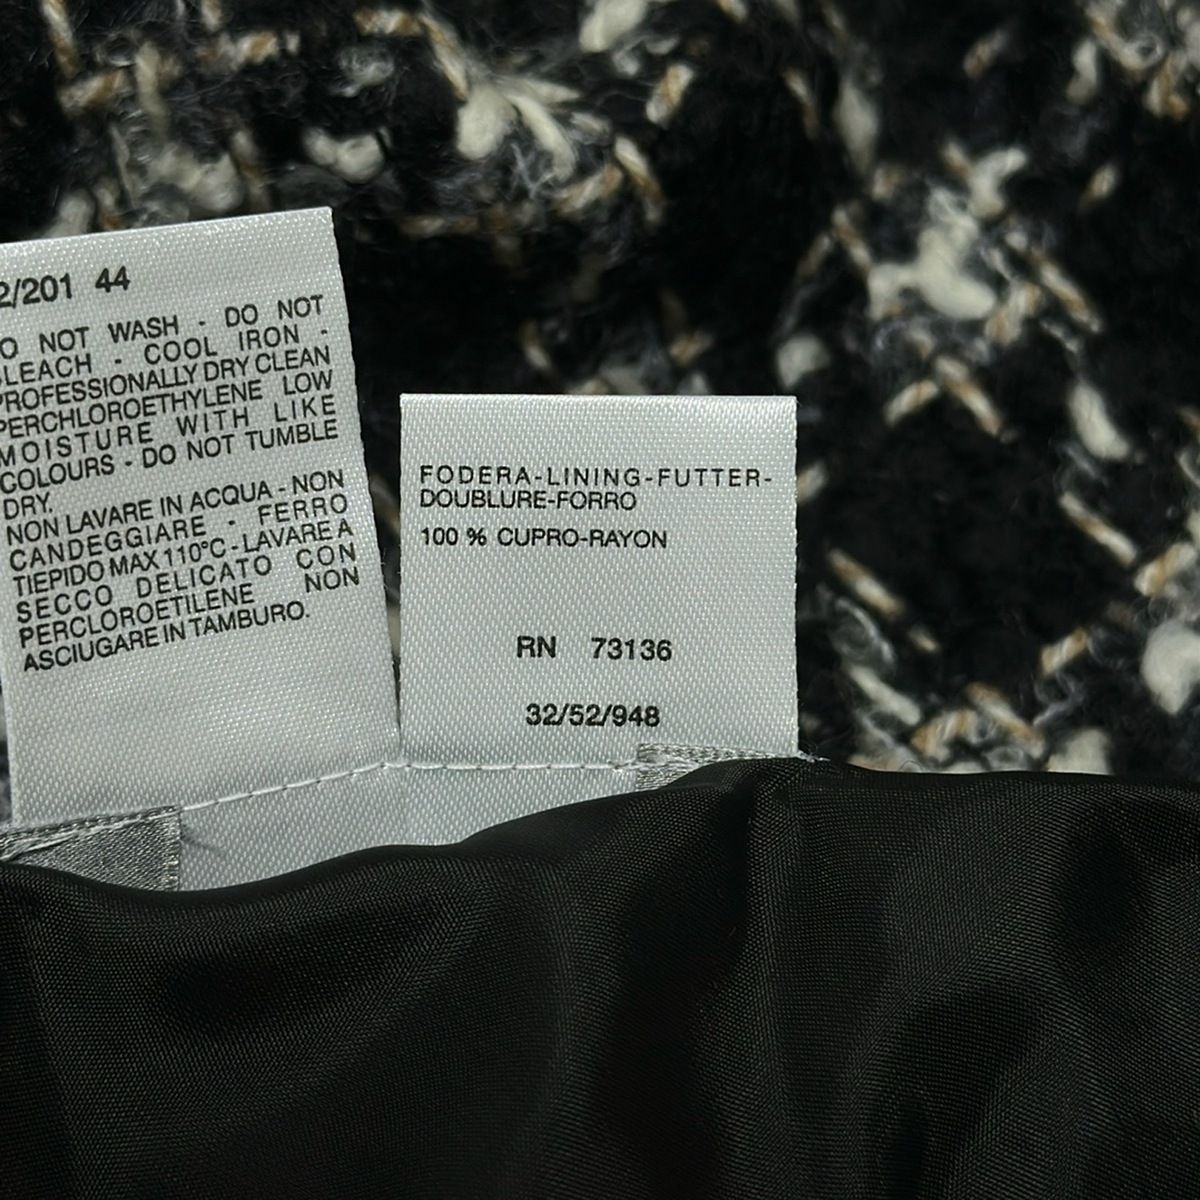 2/201 44
O NOT WASH - DO NOT
LEACH - COOL IRON -
PROFESSIONALLY DRY CLEAN
PERCHLOROETHYLENE LOW
MOISTURE WITH LIKE
COLOURS - DO NOT TUMBLE
DRY.
NON LAVARE IN ACQUA - NON
CANDEGGIARE - FERRO
TIEPIDO MAX 110°C - LAVARE A
SECCO DELICATO CON
PERCLOROETILENE NON
ASCIUGARE IN TAMBURO.
FODERA-LINING-FUTTER-
DOUBLURE-FORRO
100 % CUPRO-RAYON
RN 73136
32/52/948